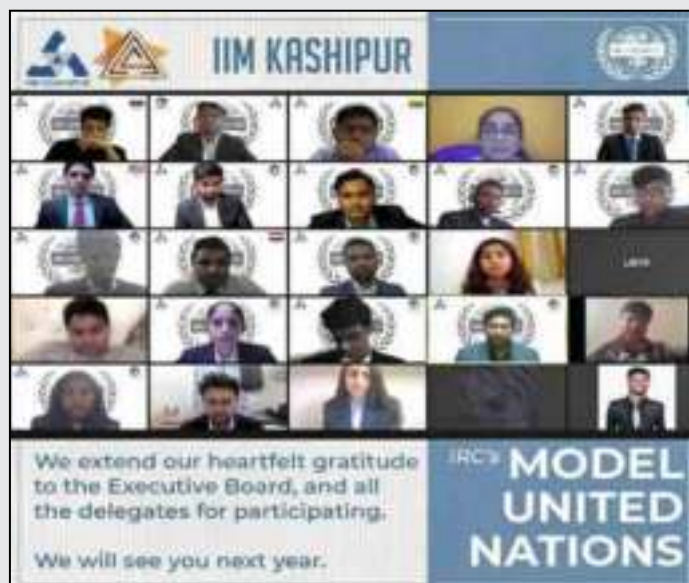 IIM KASHIPUR
We extend our heartfelt gratitude
to the Executive Board, and all
the delegates for participating.
We will see you next year.
IRC's MODEL
UNITED
NATIONS